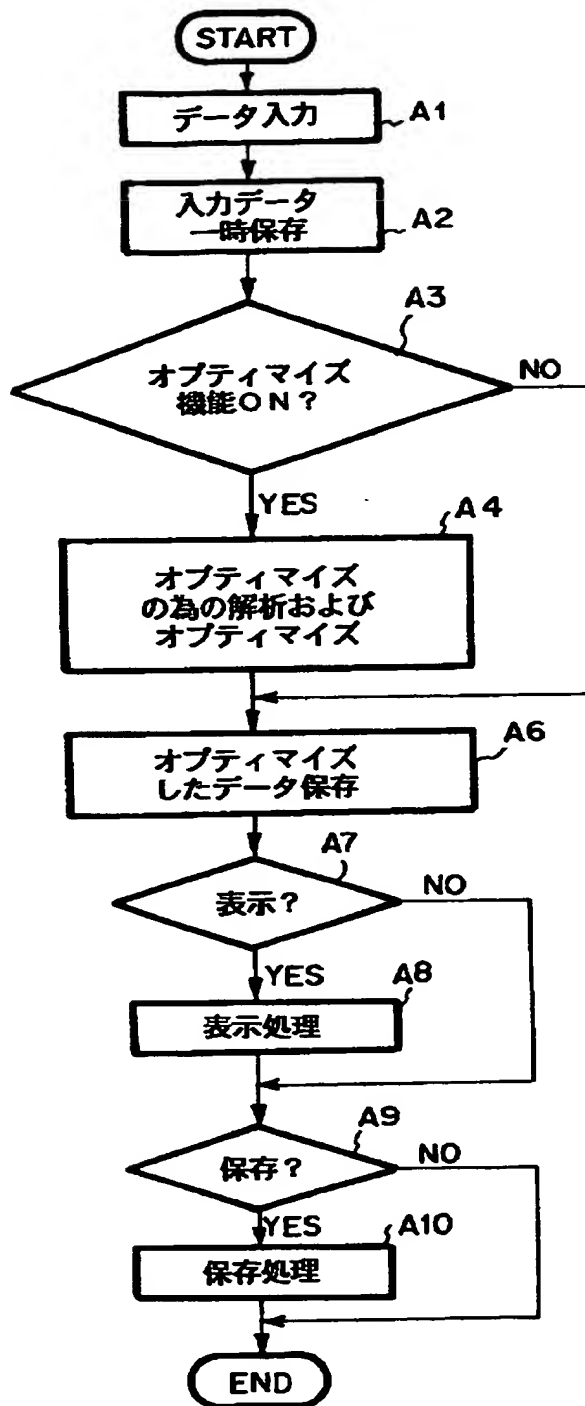 START
データ入力
A1
入力データ
一時保存
A2
A3
オプティマイズ
機能ON?
NO
YES
A4
オプティマイズ
の為の解析および
オプティマイズ
A6
オプティマイズ
したデータ保存
A7
表示?
NO
YES
A8
表示処理
A9
保存?
NO
YES
A10
保存処理
END